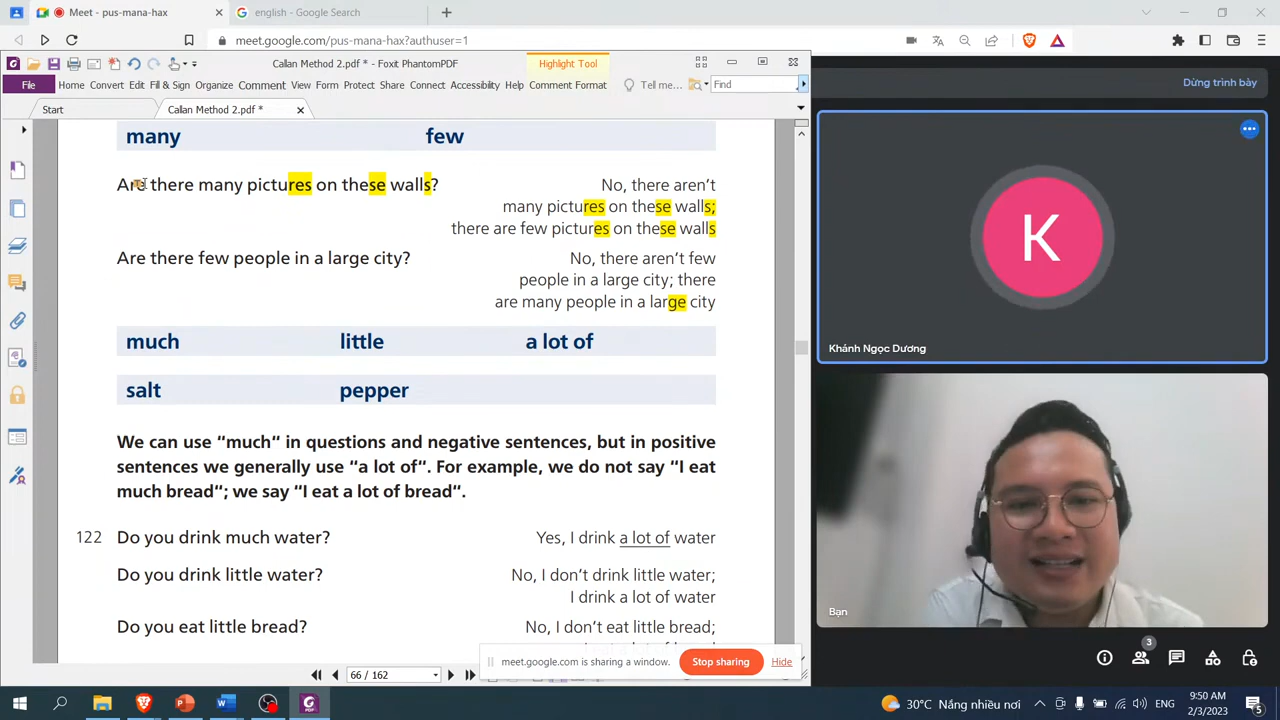 Meet - pus-mana-hax
english - Google Search
meet.google.com/pus-mana-hax?authuser=1
Callan Method 2.pdf * - Foxit PhantomPDF
Highlight Tool
File Home Convert Edit Fill & Sign Organize Comment View Form Protect Share Connect Accessibility Help Comment Format Tell me... Find
Start
Callan Method 2.pdf *
Dừng trình bày
many few
Are there many pictures on these walls? No, there aren't
many pictures on these walls;
there are few pictures on these walls
Are there few people in a large city? No, there aren't few
people in a large city; there
are many people in a large city
much little a lot of
salt pepper
We can use "much" in questions and negative sentences, but in positive
sentences we generally use "a lot of". For example, we do not say "I eat
much bread"; we say "I eat a lot of bread".
122 Do you drink much water? Yes, I drink a lot of water
Do you drink little water? No, I don't drink little water;
I drink a lot of water
Do you eat little bread? No, I don't eat little bread;
meet.google.com is sharing a window. Stop sharing Hide
66 / 162
K
Khánh Ngọc Dương
Bạn
3
30°C Nắng nhiều nơi
ENG
9:50 AM
2/3/2023
5